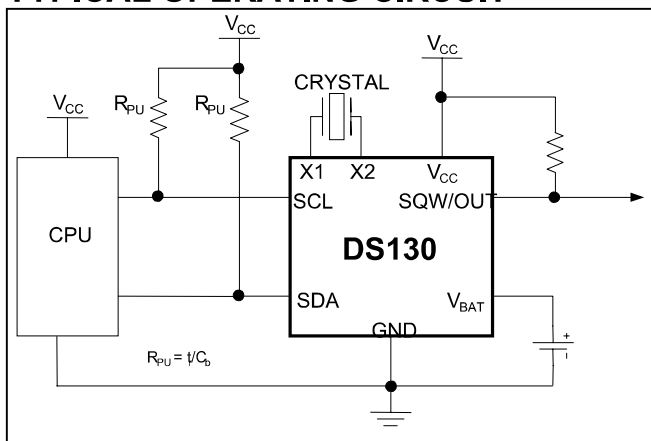 TYPICAL OPERATING CIRCUIT
VCC
VCC
CRYSTAL
VCC
RPU
RPU
X1
X2
VCC
SCL
SQW/OUT
CPU
DS130
SDA
VBAT
GND
RPU = t/Cb
+
-